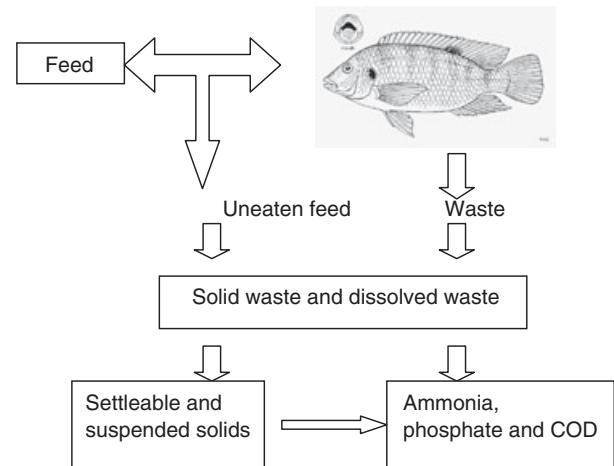 Feed
Uneaten feed
Waste
Solid waste and dissolved waste
Settleable and
suspended solids
Ammonia,
phosphate and COD